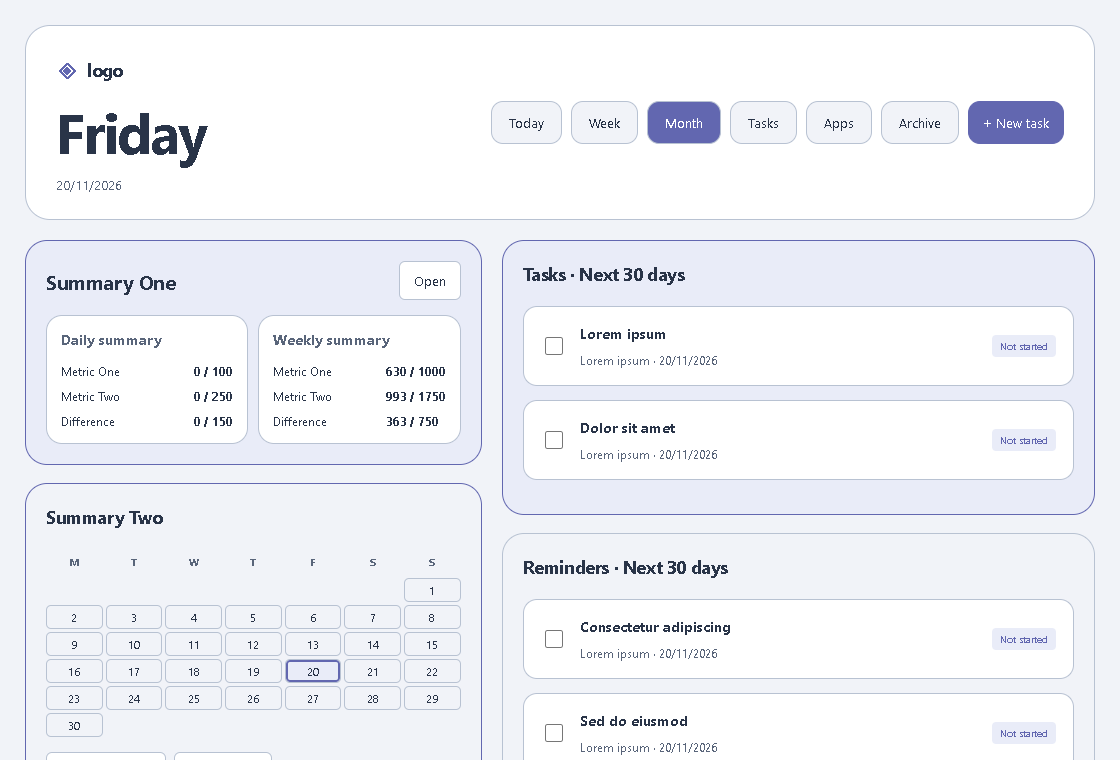 logo
Friday
20/11/2026
Today Week Month Tasks Apps Archive + New task
Summary One
Open
Daily summary
Metric One 0 / 100
Metric Two 0 / 250
Difference 0 / 150
Weekly summary
Metric One 630 / 1000
Metric Two 993 / 1750
Difference 363 / 750
Summary Two
M T W T F S S
1
2 3 4 5 6 7 8
9 10 11 12 13 14 15
16 17 18 19 20 21 22
23 24 25 26 27 28 29
30
Tasks · Next 30 days
Lorem ipsum
Lorem ipsum · 20/11/2026
Not started
Dolor sit amet
Lorem ipsum · 20/11/2026
Not started
Reminders · Next 30 days
Consectetur adipiscing
Lorem ipsum · 20/11/2026
Not started
Sed do eiusmod
Lorem ipsum · 20/11/2026
Not started